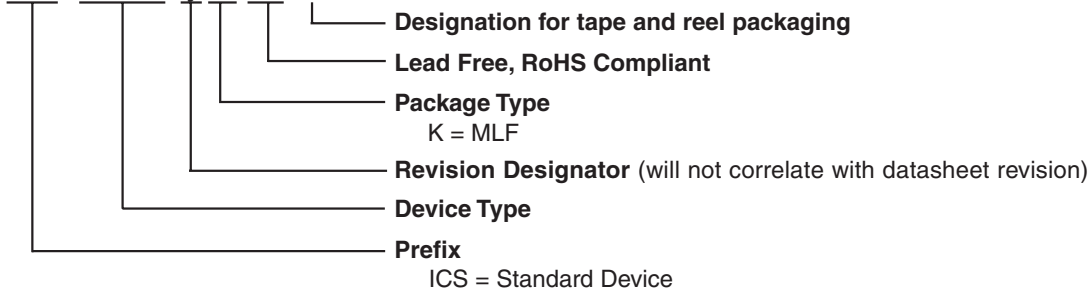 Designation for tape and reel packaging
Lead Free, RoHS Compliant
Package Type
K = MLF
Revision Designator (will not correlate with datasheet revision)
Device Type
Prefix
ICS = Standard Device